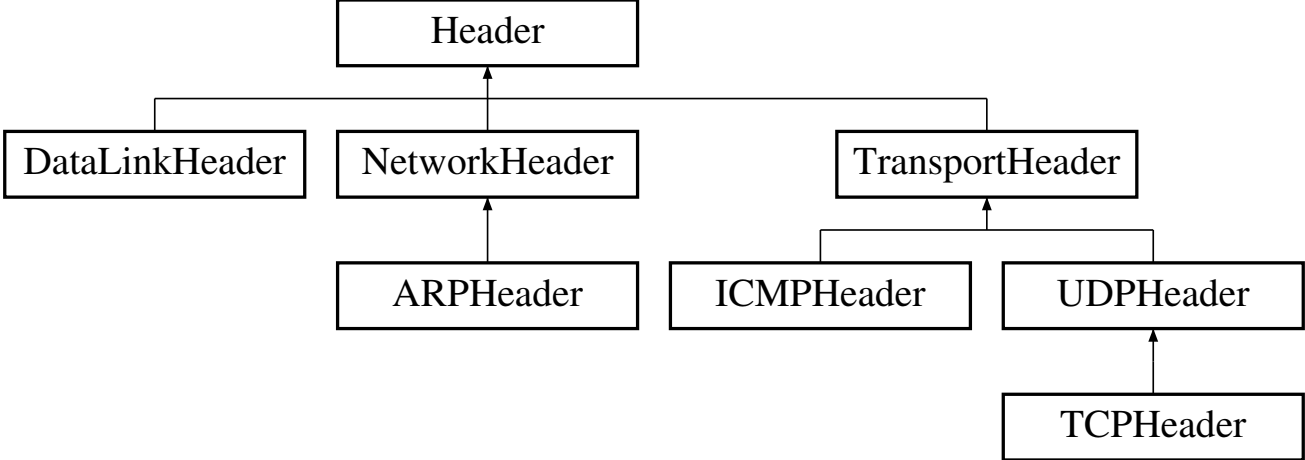 Header
DataLinkHeader
NetworkHeader
TransportHeader
ARPHeader
ICMPHeader
UDPHeader
TCPHeader